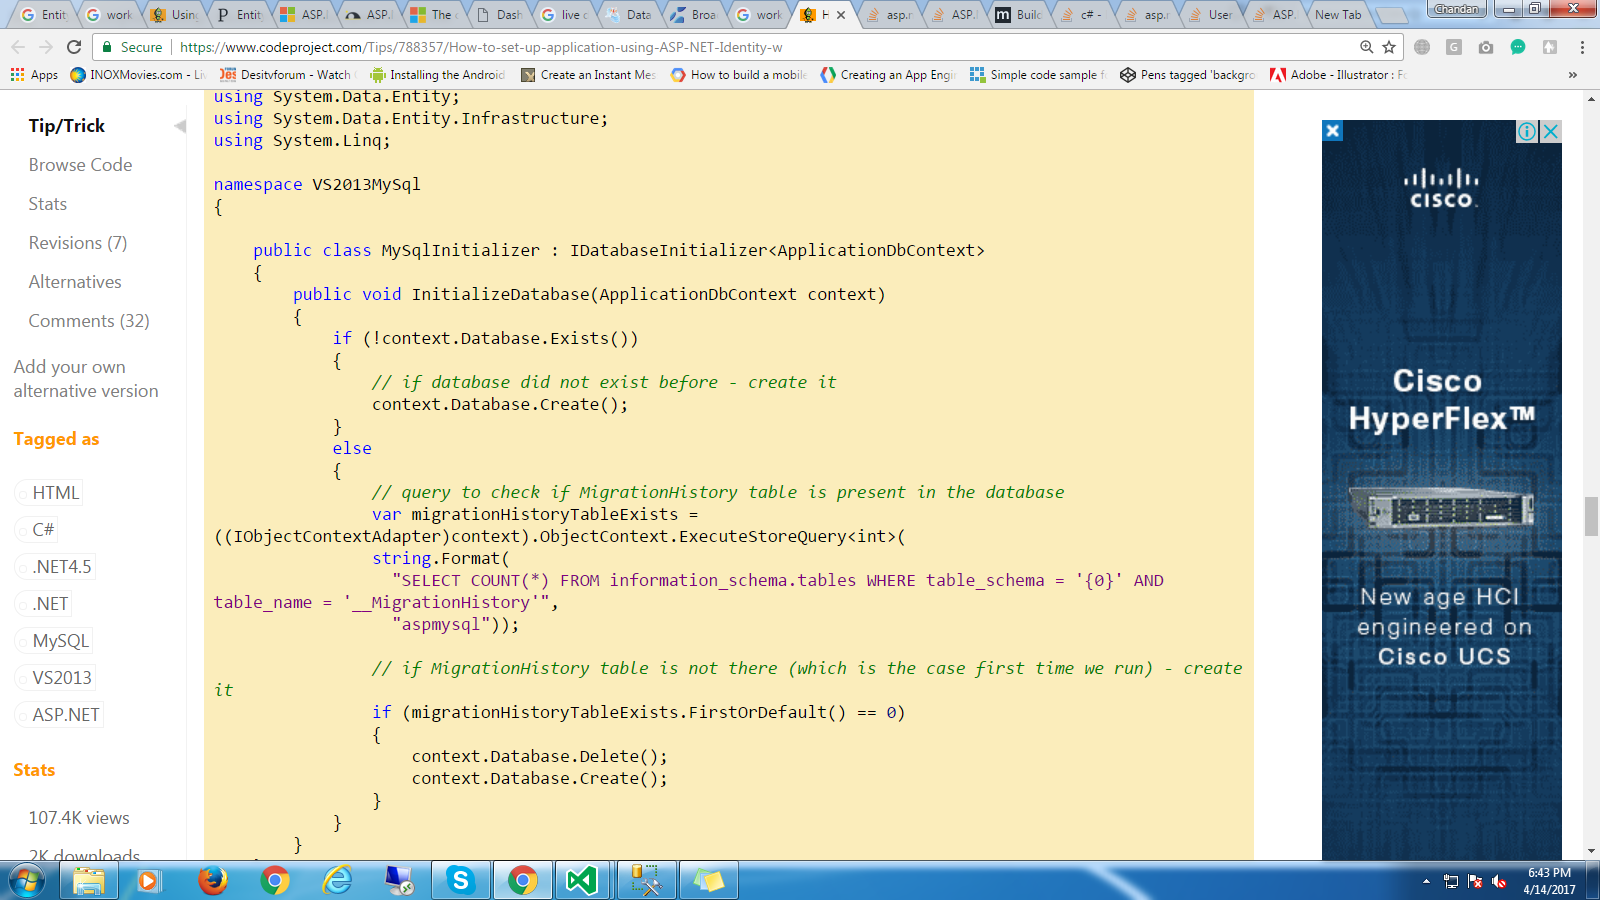 Entit
work
Using
Entit
ASP.
ASP.
The
Dash
live c
Data
Broa
work
H
asp.n
ASP.
Build
c# -
asp.n
User
ASP.
New Tab
Chandan
Secure
https://www.codeproject.com/Tips/788357/How-to-set-up-application-using-ASP-NET-Identity-w
Apps
INOXMovies.com - Li
Desitvforum - Watch
Installing the Android
Create an Instant Mes
How to build a mobile
Creating an App Engi
Simple code sample f
Pens tagged 'backgro
Adobe - Illustrator : Fo
»
Tip/Trick
Browse Code
Stats
Revisions (7)
Alternatives
Comments (32)
Add your own
alternative version
Tagged as
HTML
C#
.NET4.5
.NET
MySQL
VS2013
ASP.NET
Stats
107.4K views
2K downloads
using System.Data.Entity;
using System.Data.Entity.Infrastructure;
using System.Linq;
namespace VS2013MySql
{
public class MySqlInitializer : IDatabaseInitializer<ApplicationDbContext>
{
public void InitializeDatabase(ApplicationDbContext context)
{
if (!context.Database.Exists())
{
// if database did not exist before - create it
context.Database.Create();
}
else
{
// query to check if MigrationHistory table is present in the database
var migrationHistoryTableExists =
((IObjectContextAdapter)context).ObjectContext.ExecuteStoreQuery<int>(
string.Format(
"SELECT COUNT(*) FROM information_schema.tables WHERE table_schema = '{0}' AND
table_name = '__MigrationHistory'",
"aspmysql"));
// if MigrationHistory table is not there (which is the case first time we run) - create
it
if (migrationHistoryTableExists.FirstOrDefault() == 0)
{
context.Database.Delete();
context.Database.Create();
}
}
}
CISCO.
Cisco
HyperFlex™
New age HCI
engineered on
Cisco UCS
6:43 PM
4/14/2017